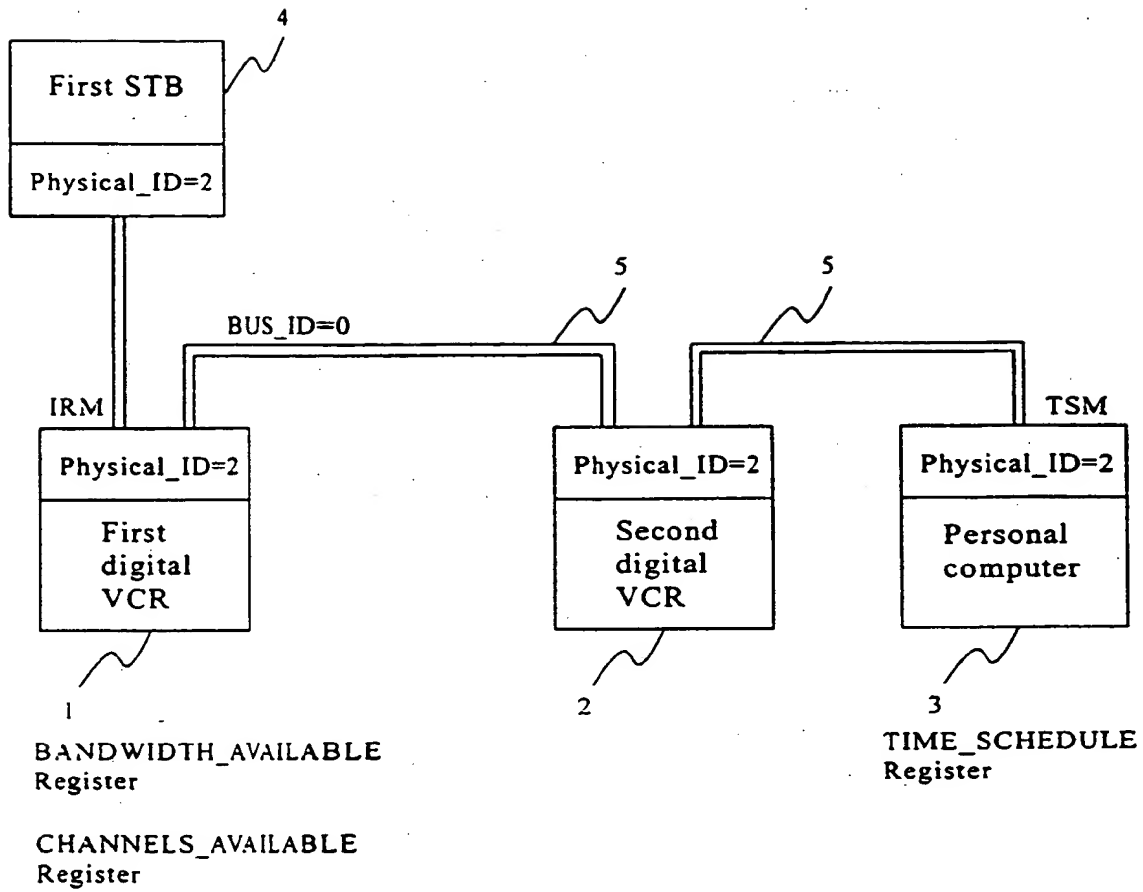 4
First STB
Physical_ID=2
5
5
BUS_ID=0
IRM
TSM
Physical_ID=2
Physical_ID=2
Physical_ID=2
First
digital
VCR
Second
digital
VCR
Personal
computer
1
2
3
BANDWIDTH_AVAILABLE
Register
TIME_SCHEDULE
Register
CHANNELS_AVAILABLE
Register